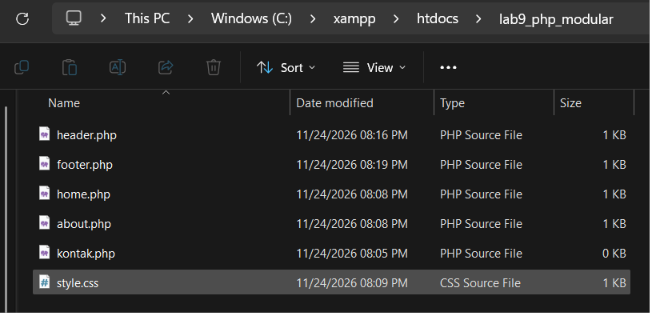 This PC > Windows (C:) > xampp > htdocs > lab9_php_modular
Sort View •••
Name Date modified Type Size
header.php 11/24/2026 08:16 PM PHP Source File 1 KB
footer.php 11/24/2026 08:19 PM PHP Source File 1 KB
home.php 11/24/2026 08:08 PM PHP Source File 1 KB
about.php 11/24/2026 08:08 PM PHP Source File 1 KB
kontak.php 11/24/2026 08:05 PM PHP Source File 0 KB
style.css 11/24/2026 08:09 PM CSS Source File 1 KB